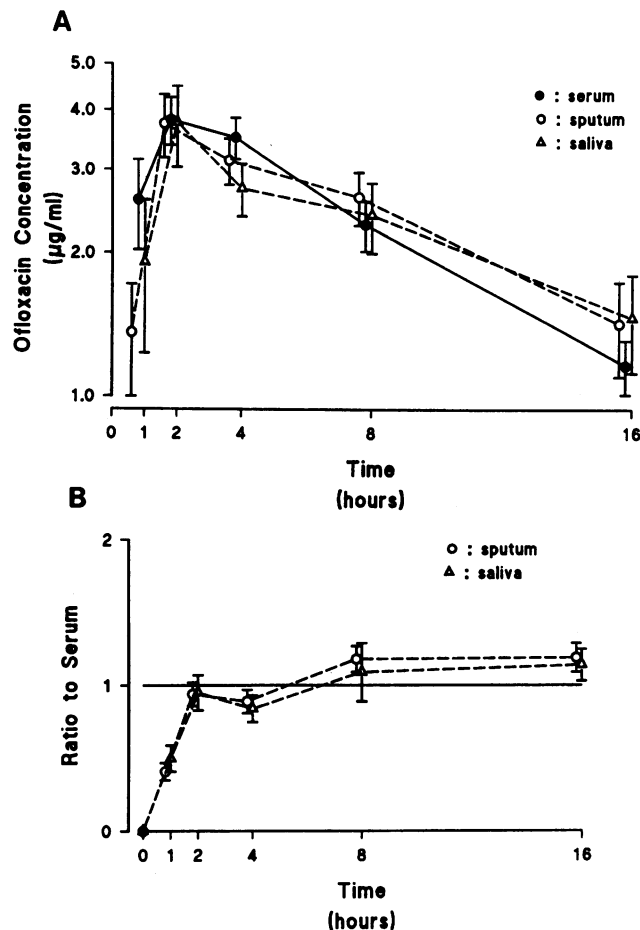 A
5.0
4.0
3.0
2.0
1.0
Ofloxacin Concentration
(µg/ml)
● : serum
○ : sputum
△ : saliva
0 1 2 4 8 16
Time
(hours)
B
2
1
0
Ratio to Serum
○ : sputum
△ : saliva
0 1 2 4 8 16
Time
(hours)